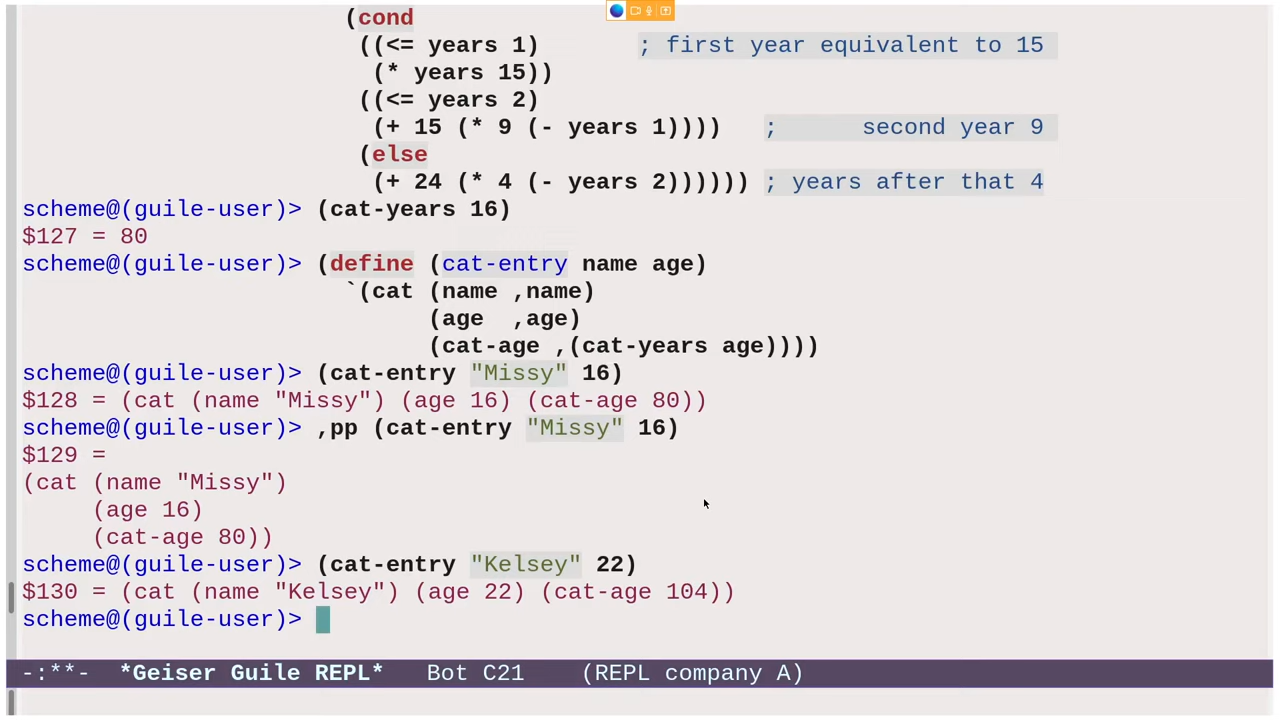 (cond
((<= years 1) ; first year equivalent to 15
(* years 15))
((<= years 2)
(+ 15 (* 9 (- years 1)))) ; second year 9
(else
(+ 24 (* 4 (- years 2)))))) ; years after that 4
scheme@(guile-user)> (cat-years 16)
$127 = 80
scheme@(guile-user)> (define (cat-entry name age)
`(cat (name ,name)
(age ,age)
(cat-age ,(cat-years age))))
scheme@(guile-user)> (cat-entry "Missy" 16)
$128 = (cat (name "Missy") (age 16) (cat-age 80))
scheme@(guile-user)> ,pp (cat-entry "Missy" 16)
$129 =
(cat (name "Missy")
(age 16)
(cat-age 80))
scheme@(guile-user)> (cat-entry "Kelsey" 22)
$130 = (cat (name "Kelsey") (age 22) (cat-age 104))
scheme@(guile-user)>
-:**- *Geiser Guile REPL* Bot C21 (REPL company A)